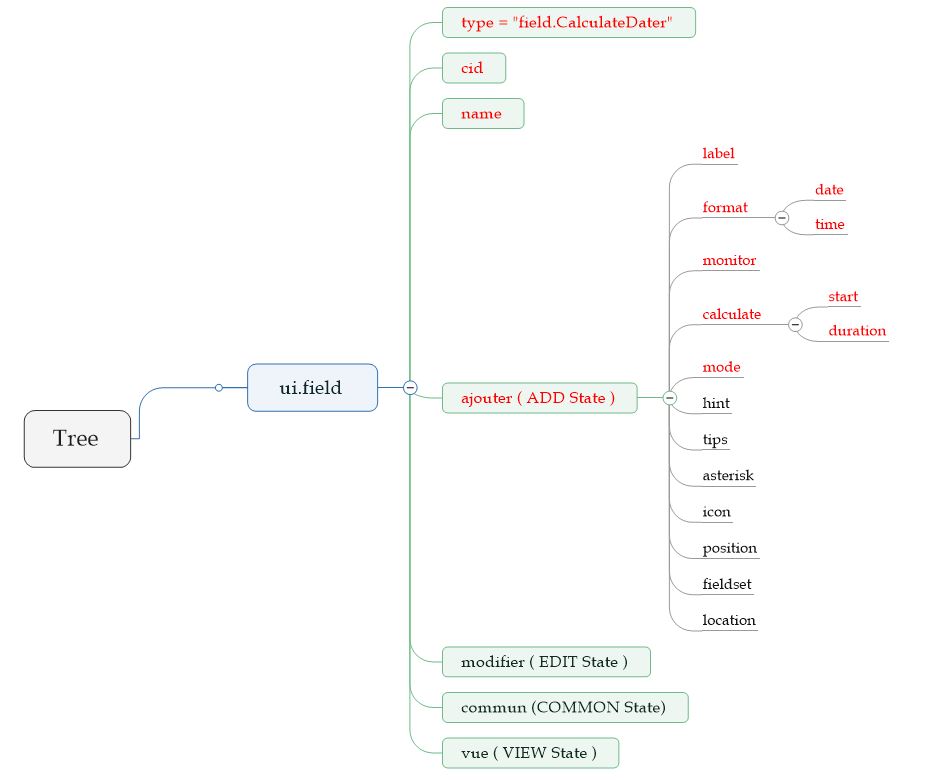 type = "field.CalculateDater"
cid
name
label
date
format
time
monitor
start
calculate
duration
mode
ui.field
ajouter ( ADD State )
hint
Tree
tips
asterisk
icon
position
fieldset
location
modifier ( EDIT State )
commun (COMMON State)
vue ( VIEW State )